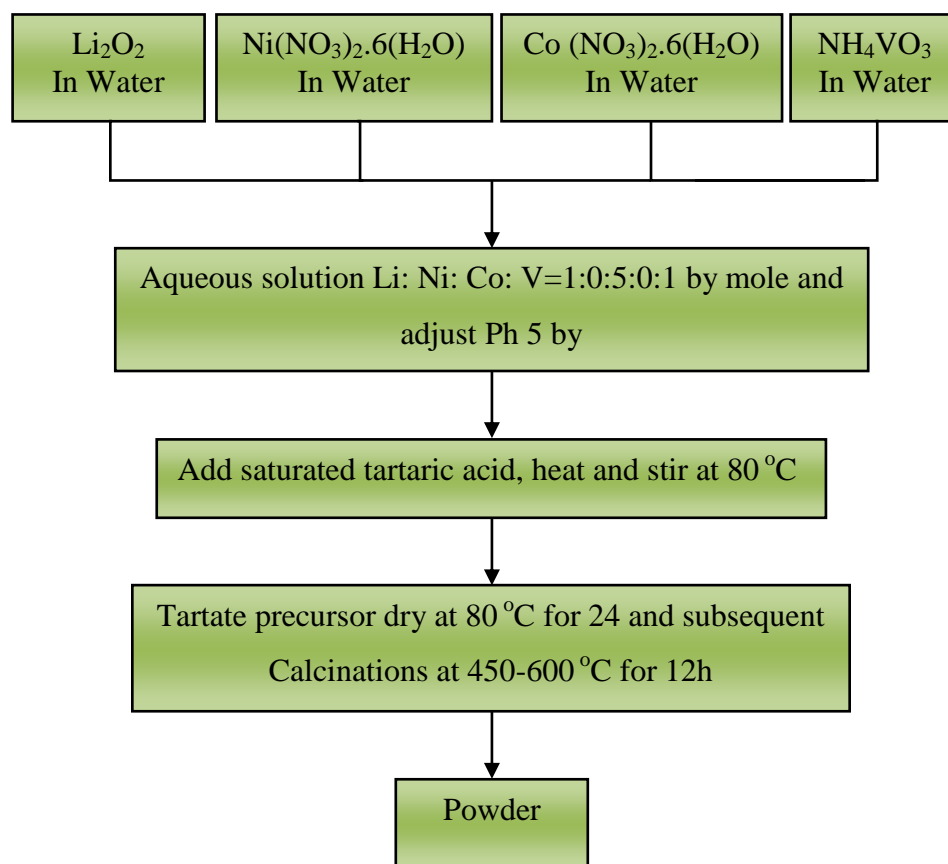 Li₂O₂
In Water
Ni(NO₃)₂.6(H₂O)
In Water
Co (NO₃)₂.6(H₂O)
In Water
NH₄VO₃
In Water
Aqueous solution Li: Ni: Co: V=1:0:5:0:1 by mole and
adjust Ph 5 by
Add saturated tartaric acid, heat and stir at 80 °C
Tartate precursor dry at 80 °C for 24 and subsequent
Calcinations at 450-600 °C for 12h
Powder